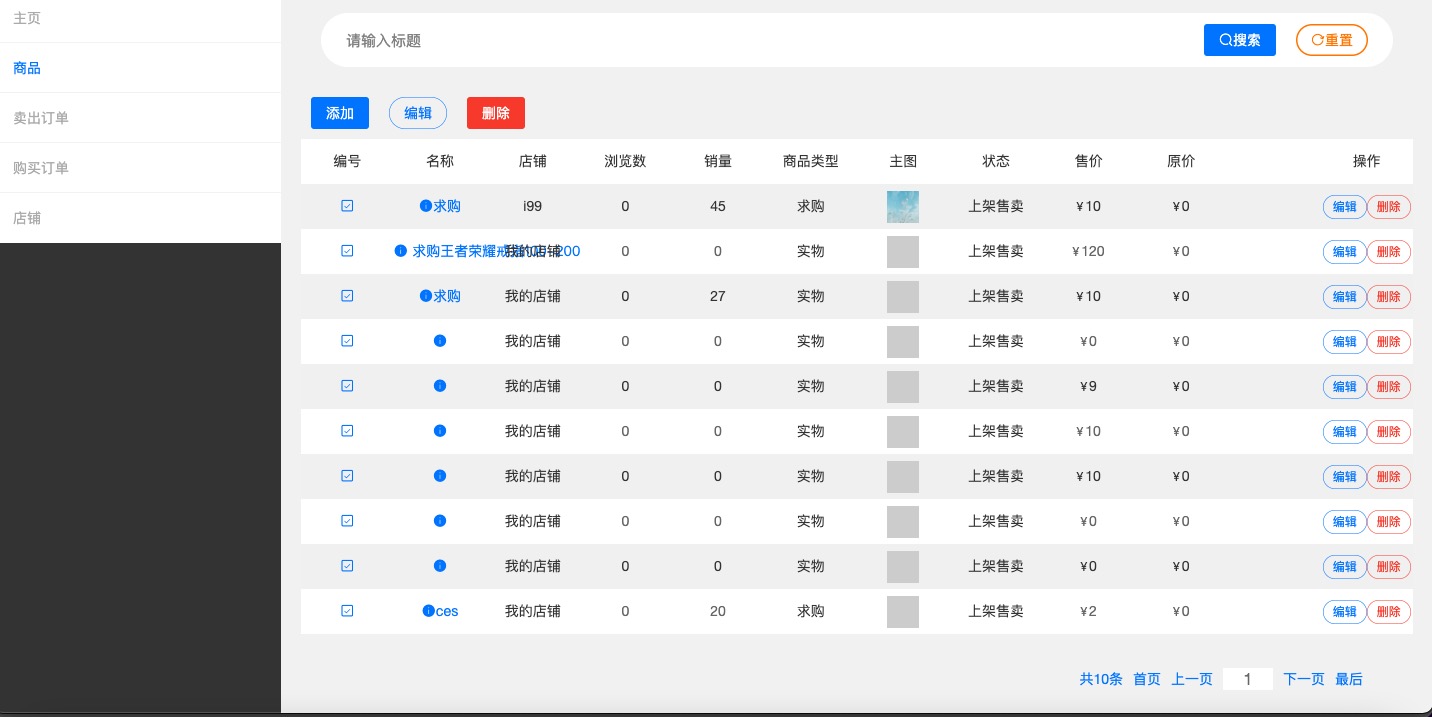 主页
商品
卖出订单
购买订单
店铺
请输入标题 搜索 重置
添加 编辑 删除
编号 名称 店铺 浏览数 销量 商品类型 主图 状态 售价 原价 操作
求购 i99 0 45 求购 上架售卖 ¥10 ¥0 编辑 删除
求购王者荣耀 200 我的店铺 0 0 实物 上架售卖 ¥120 ¥0 编辑 删除
求购 我的店铺 0 27 实物 上架售卖 ¥10 ¥0 编辑 删除
我的店铺 0 0 实物 上架售卖 ¥0 ¥0 编辑 删除
我的店铺 0 0 实物 上架售卖 ¥9 ¥0 编辑 删除
我的店铺 0 0 实物 上架售卖 ¥10 ¥0 编辑 删除
我的店铺 0 0 实物 上架售卖 ¥10 ¥0 编辑 删除
我的店铺 0 0 实物 上架售卖 ¥0 ¥0 编辑 删除
我的店铺 0 0 实物 上架售卖 ¥0 ¥0 编辑 删除
ces 我的店铺 0 20 求购 上架售卖 ¥2 ¥0 编辑 删除
共10条 首页 上一页 1 下一页 最后